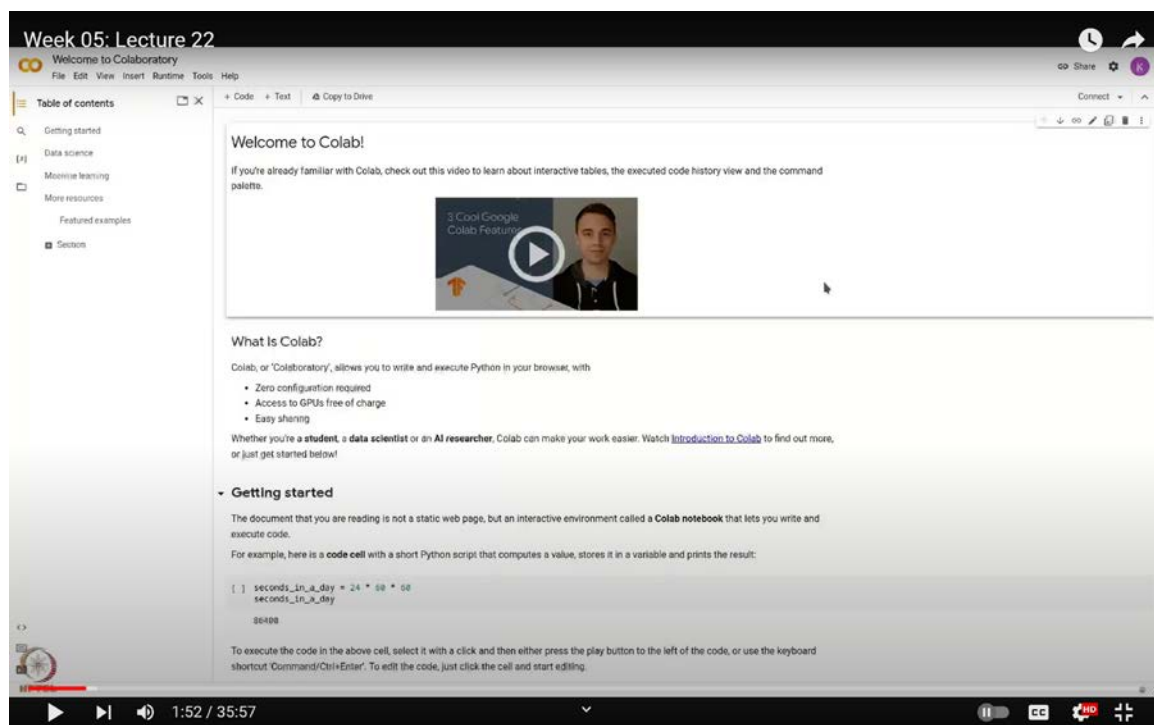 Week 05: Lecture 22
Welcome to Colaboratory
File Edit View Insert Runtime Tools Help
Share
K
Table of contents
+ Code + Text Copy to Drive
Connect
Getting started
Data science
Machine learning
More resources
Featured examples
Section
Welcome to Colab!
If you're already familiar with Colab, check out this video to learn about interactive tables, the executed code history view and the command
palette.
3 Cool Google
Colab Features
What Is Colab?
Colab, or 'Colaboratory', allows you to write and execute Python in your browser, with
• Zero configuration required
• Access to GPUs free of charge
• Easy sharing
Whether you're a student, a data scientist or an AI researcher, Colab can make your work easier. Watch Introduction to Colab to find out more,
or just get started below!
Getting started
The document that you are reading is not a static web page, but an interactive environment called a Colab notebook that lets you write and
execute code.
For example, here is a code cell with a short Python script that computes a value, stores it in a variable and prints the result:
[ ] seconds_in_a_day = 24 * 60 * 60
seconds_in_a_day
86400
To execute the code in the above cell, select it with a click and then either press the play button to the left of the code, or use the keyboard
shortcut 'Command/Ctrl+Enter'. To edit the code, just click the cell and start editing.
1:52 / 35:57
CC
HD